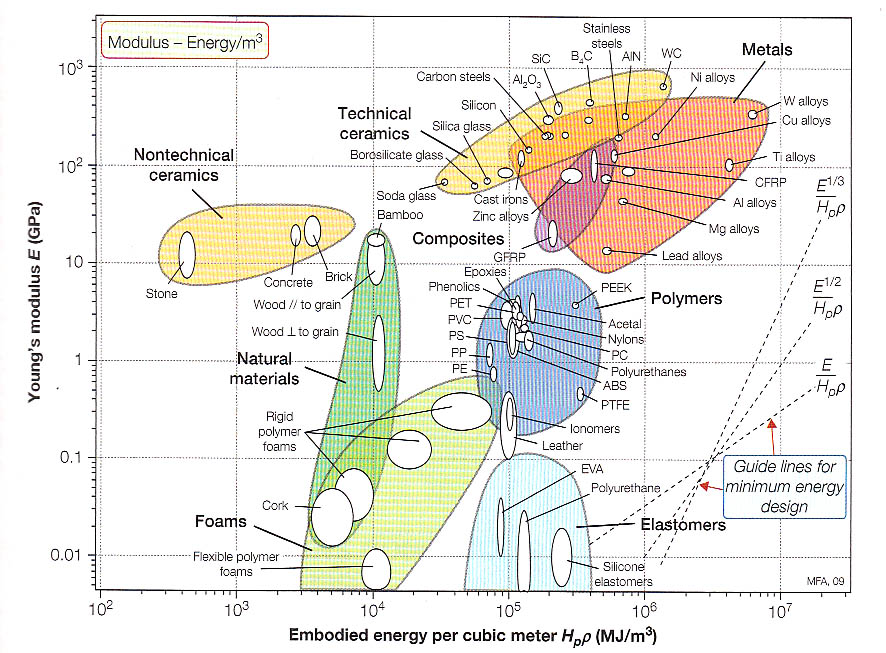 Modulus – Energy/m³
Stainless
steels
SiC
B₄C
AlN
WC
Metals
Carbon steels
Al₂O₃
Ni alloys
Silicon
W alloys
Technical
ceramics
Silica glass
Cu alloys
Borosilicate glass
Ti alloys
Nontechnical
ceramics
Soda glass
Cast irons
CFRP
Zinc alloys
Al alloys
Bamboo
Mg alloys
Composites
GFRP
Lead alloys
Stone
Concrete
Brick
Epoxies
Phenolics
PEEK
Polymers
Wood // to grain
PET
PVC
Acetal
Wood ⊥ to grain
PS
Nylons
PC
Natural
materials
PP
PE
Polyurethanes
ABS
PTFE
Rigid
polymer
foams
Ionomers
Leather
EVA
Polyurethane
Cork
Foams
Elastomers
Flexible polymer
foams
Silicone
elastomers
E^1/3
Hₚρ
E^1/2
Hₚρ
E
Hₚρ
Guide lines for
minimum energy
design
MFA, 09
Young's modulus E (GPa)
10³
10²
10
1
0.1
0.01
10²
10³
10⁴
10⁵
10⁶
10⁷
Embodied energy per cubic meter Hₚρ (MJ/m³)